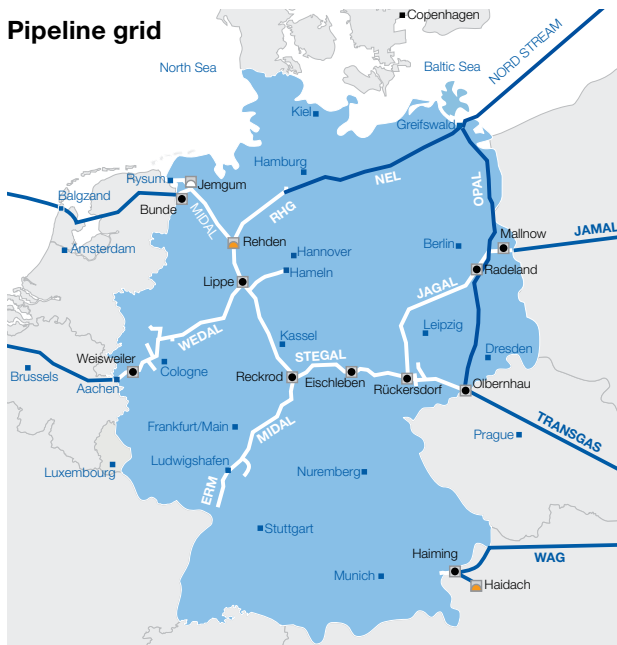 Copenhagen
Pipeline grid
NORD STREAM
North Sea
Baltic Sea
Kiel
Greifswald
Hamburg
NEL
OPAL
Rysum
Jemgum
Balgzand
Bunde
MIDAL
RHG
Rehden
Mallnow
JAMAL
Amsterdam
Hannover
Berlin
Hameln
Radeland
Lippe
JAGAL
WEDAL
Kassel
Leipzig
Weisweiler
STEGAL
Dresden
Brussels
Cologne
Aachen
Reckrod
Eischleben
Rückersdorf
Olbernhau
Frankfurt/Main
MIDAL
TRANSGAS
Prague
Luxembourg
Ludwigshafen
Nuremberg
ERM
Stuttgart
Haiming
WAG
Munich
Haidach